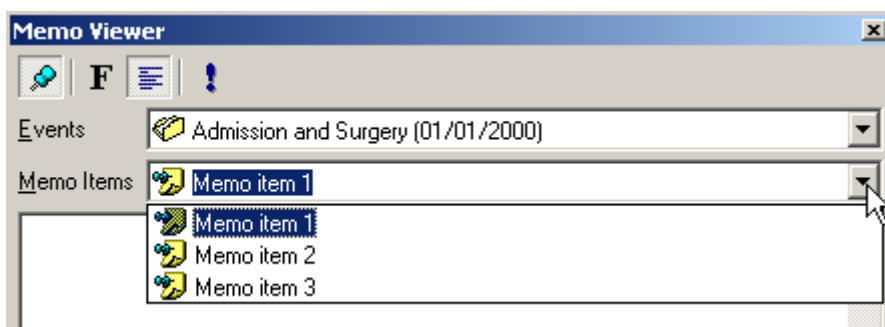 Memo Viewer
F
Events Admission and Surgery (01/01/2000)
Memo Items Memo item 1
Memo item 1
Memo item 2
Memo item 3